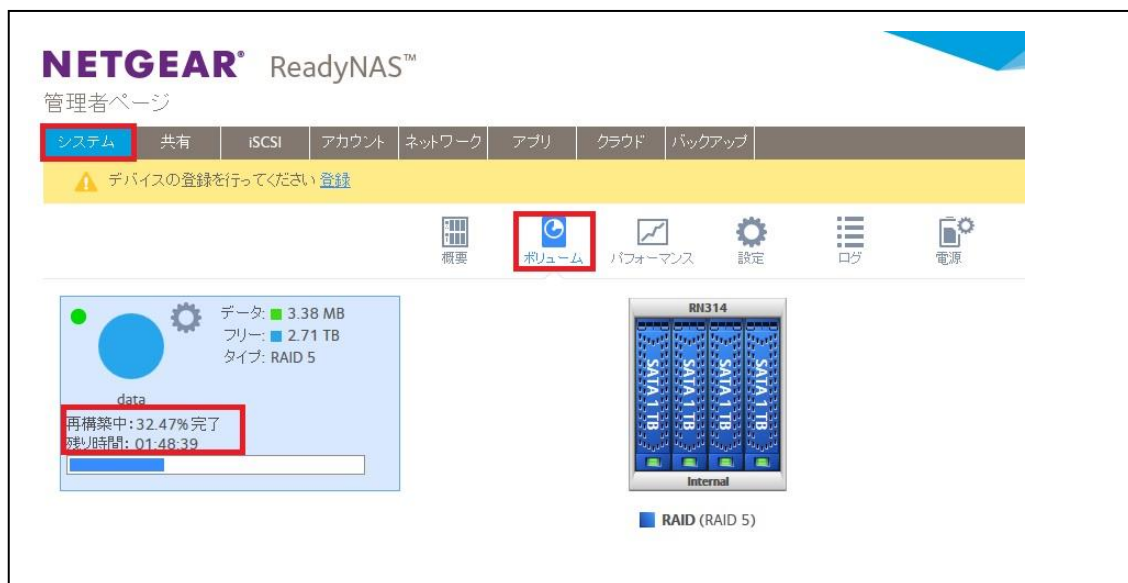 NETGEAR® ReadyNAS™
管理者ページ
システム 共有 iSCSI アカウント ネットワーク アプリ クラウド バックアップ
デバイスの登録を行ってください 登録
概要 ボリューム パフォーマンス 設定 ログ 電源
データ: 3.38 MB
フリー: 2.71 TB
タイプ: RAID 5
data
再構築中: 32.47% 完了
残り時間: 01:48:39
RN314
SATA 1 TB SATA 1 TB SATA 1 TB SATA 1 TB
Internal
RAID (RAID 5)